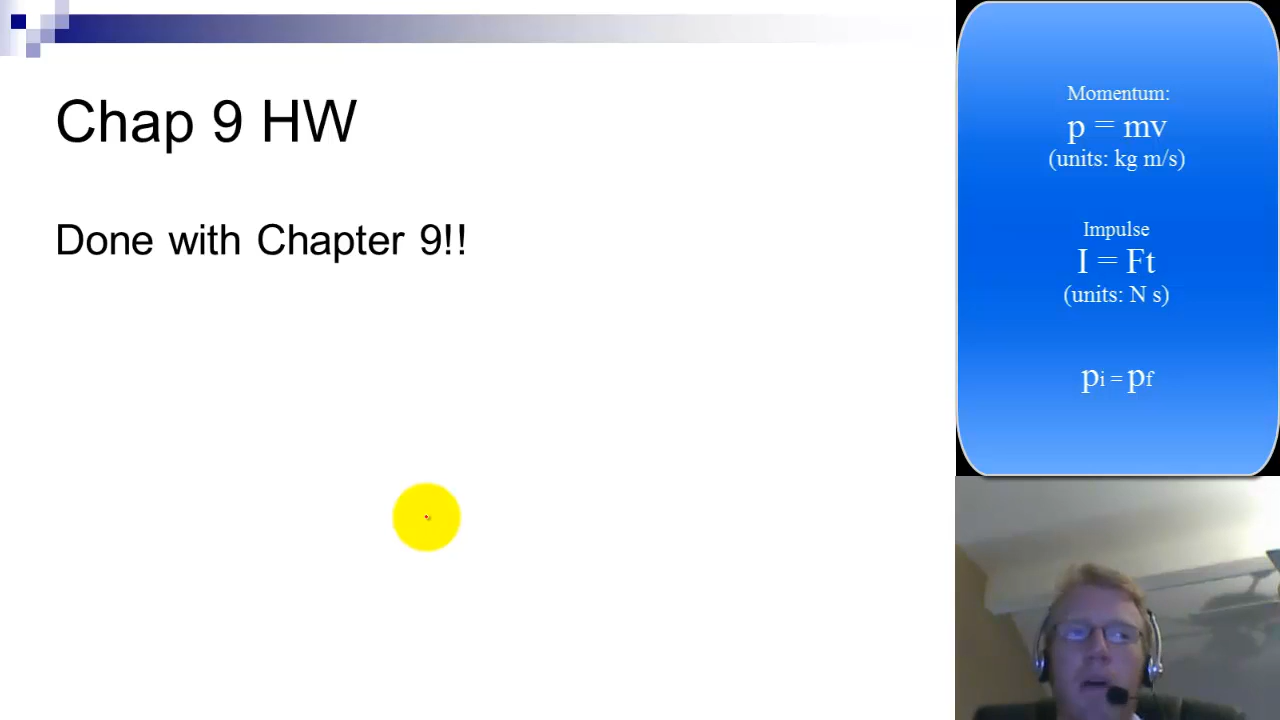 Chap 9 HW
Done with Chapter 9!!
Momentum:
p = mv
(units: kg m/s)
Impulse
I = Ft
(units: N s)
pi = pf